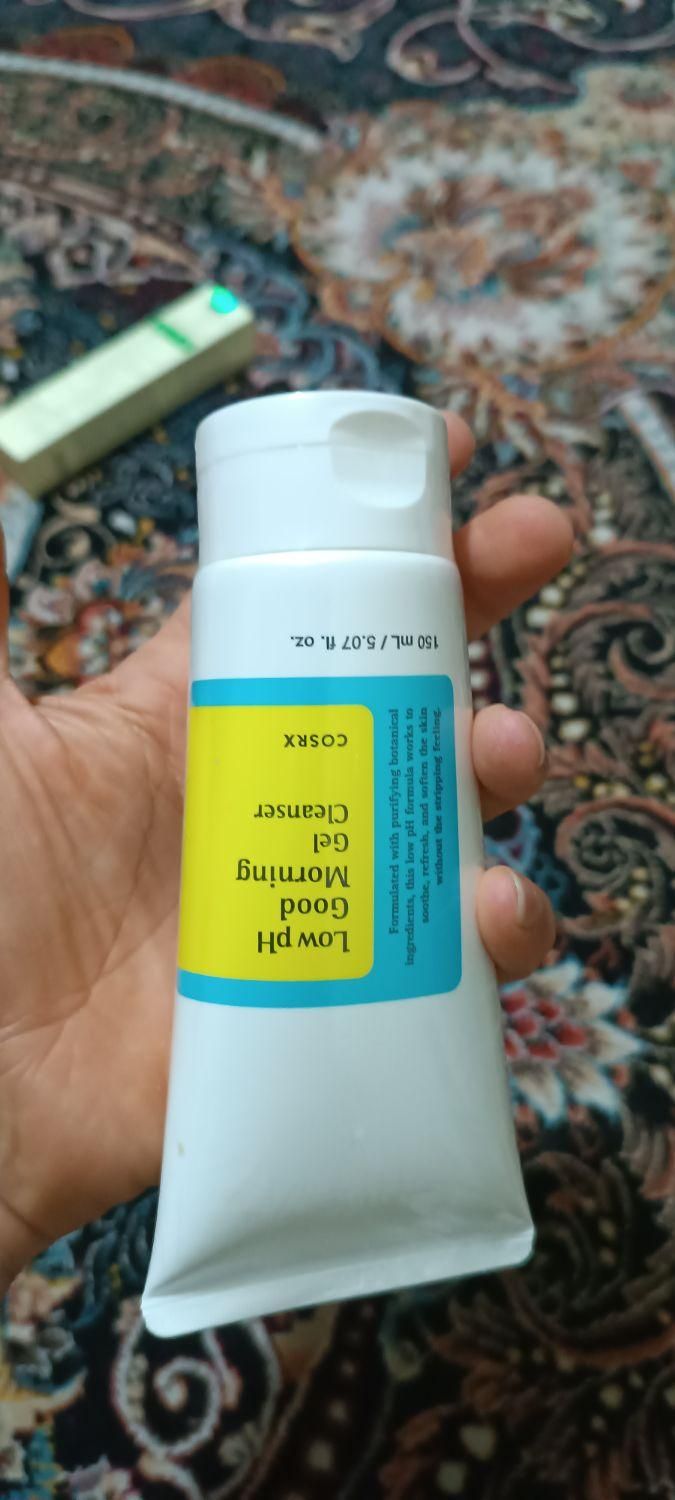 Low pH
Good
Morning
Gel
Cleanser
COSRX
Formulated with purifying botanical
ingredients, this low pH formula works to
soothe, refresh, and soften the skin
without the stripping feeling.
150 mL / 5.07 fl. oz.